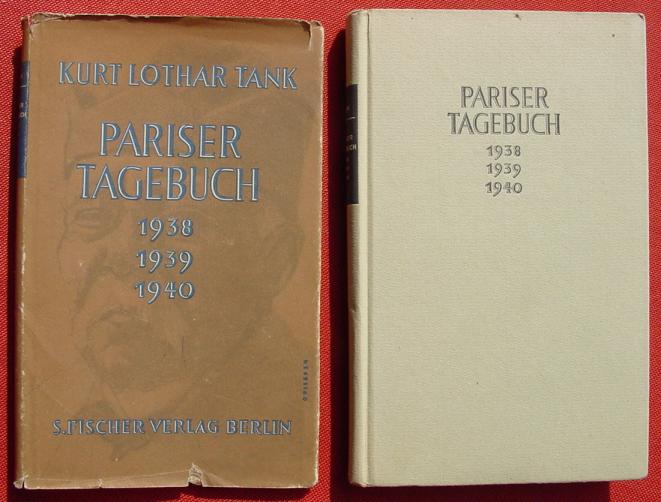 KURT LOTHAR TANK
PARISER
TAGEBUCH
1938
1939
1940
S. FISCHER VERLAG BERLIN
PARISER
TAGEBUCH
1938
1939
1940